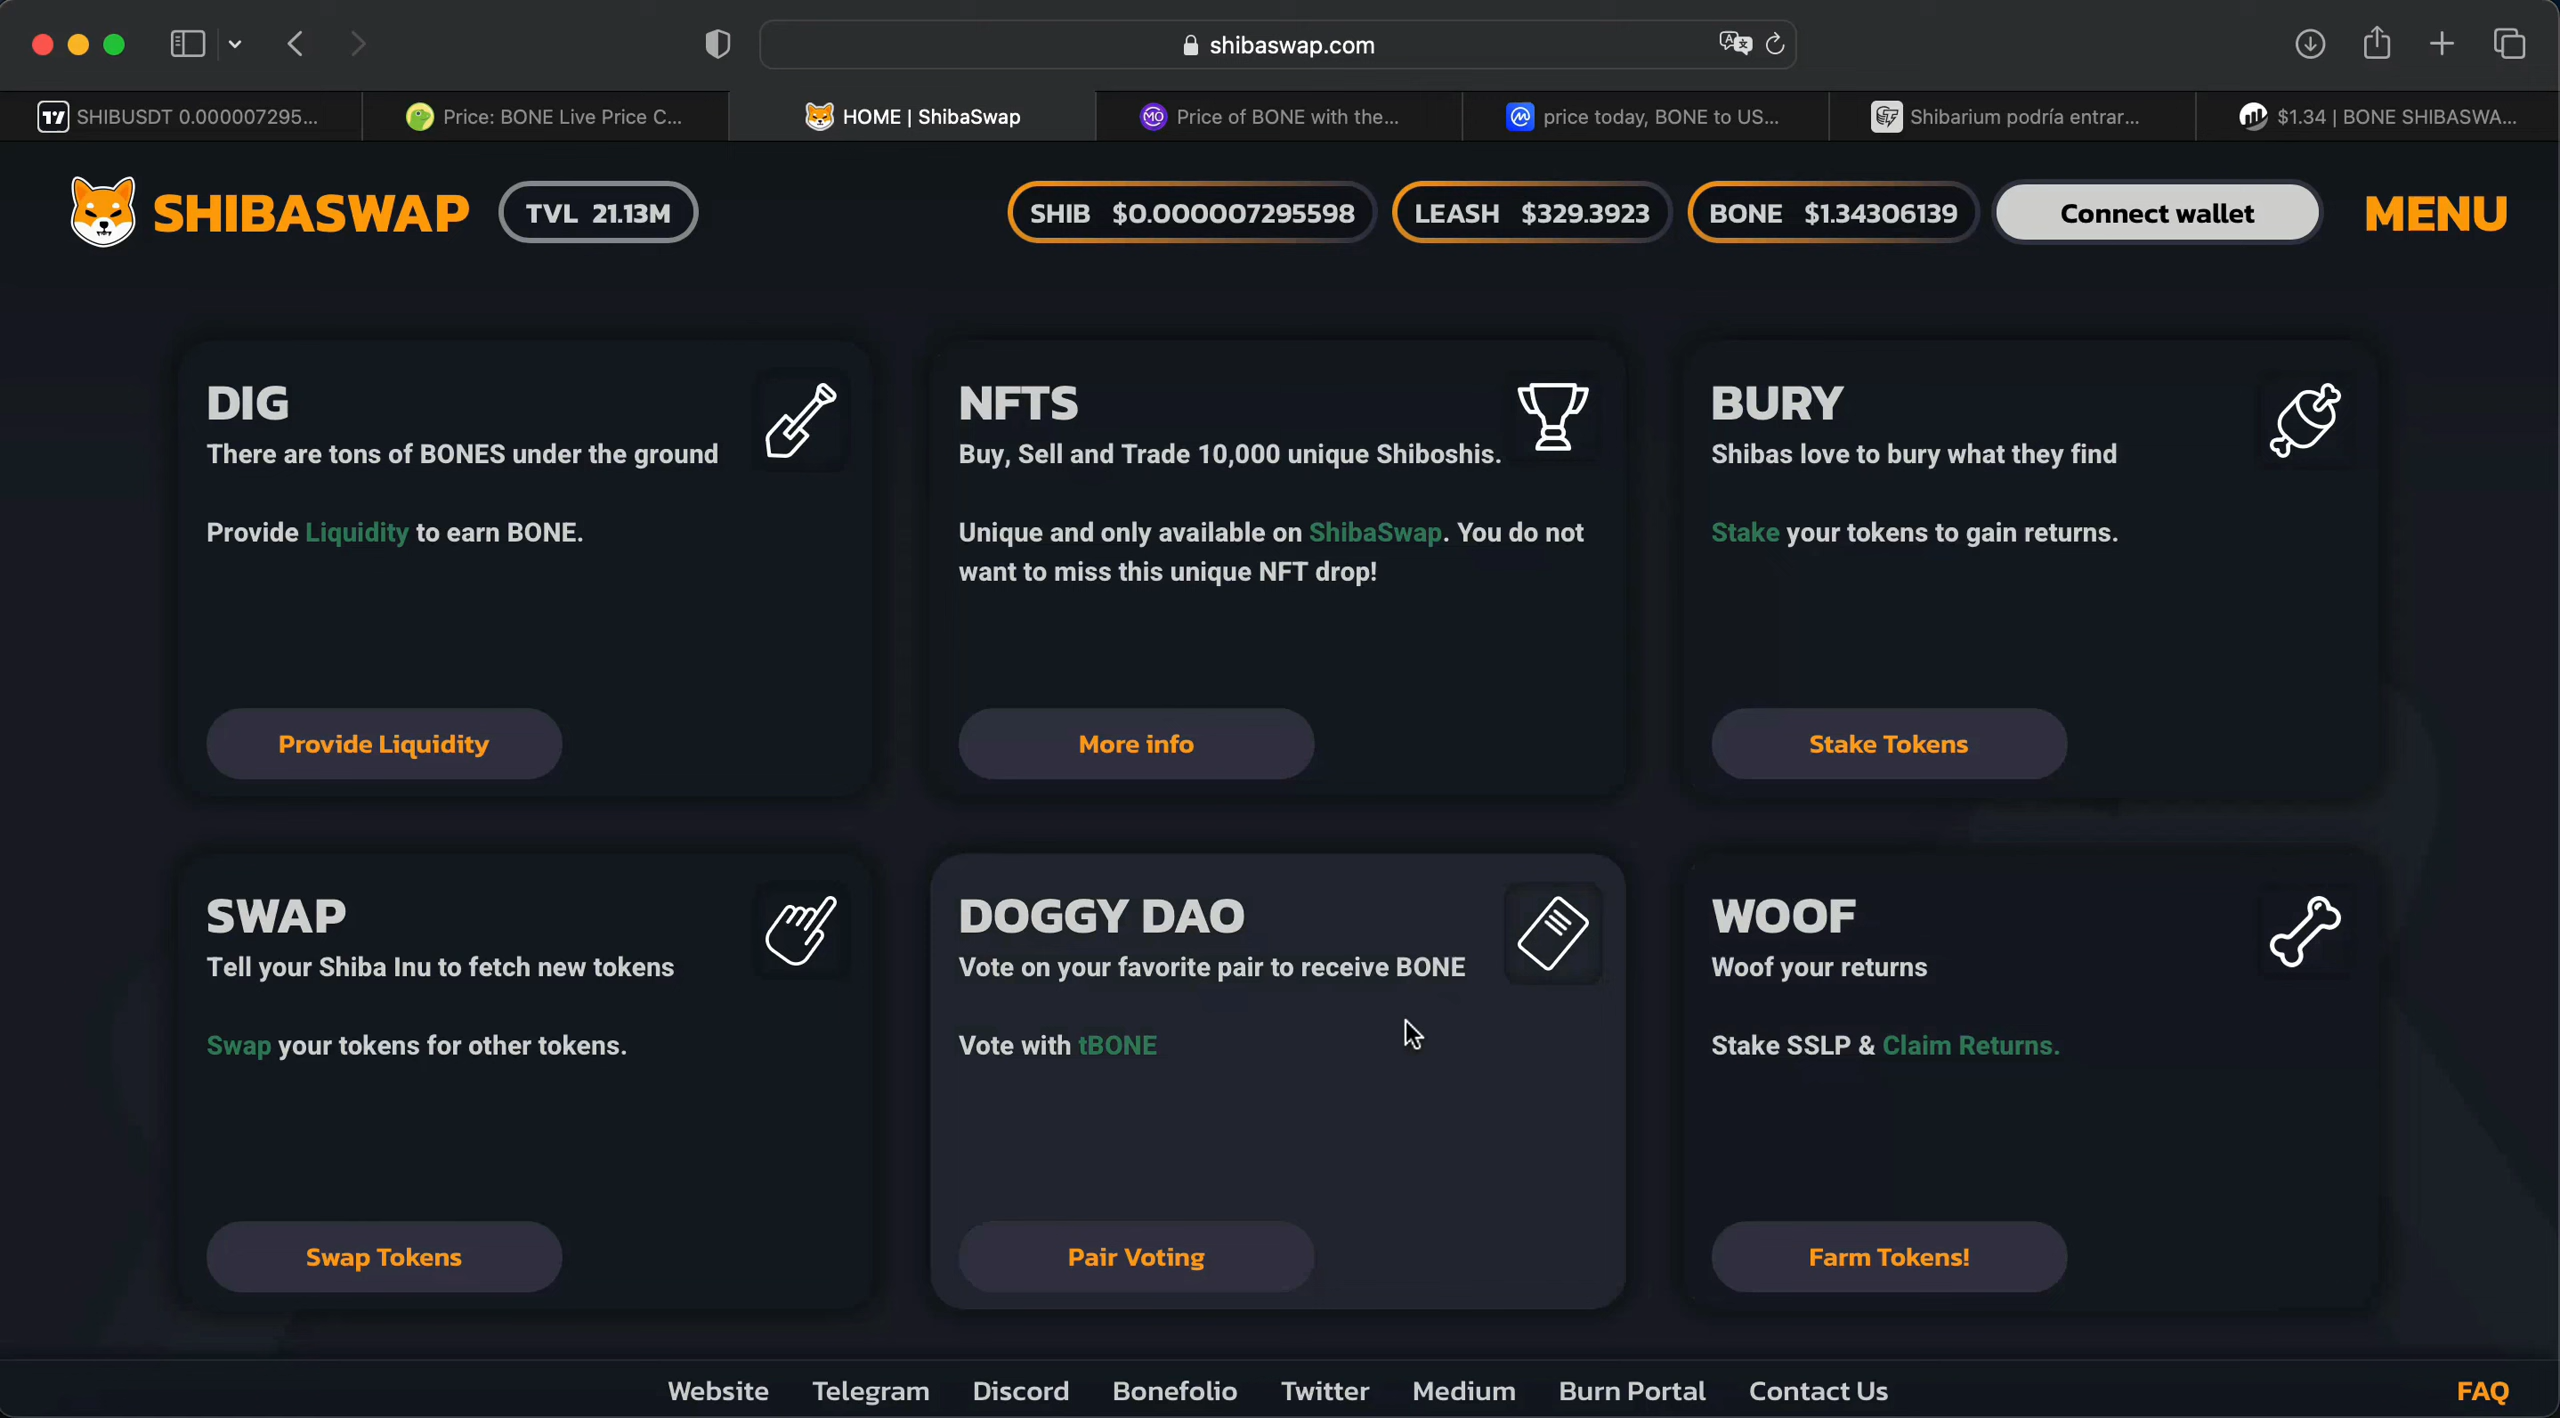 shibaswap.com
SHIBUSDT 0.000007295...
Price: BONE Live Price C...
HOME | ShibaSwap
Price of BONE with the...
price today, BONE to US...
Shibarium podría entrar...
$1.34 | BONE SHIBASWA...
SHIBASWAP
TVL 21.13M
SHIB $0.000007295598
LEASH $329.3923
BONE $1.34306139
Connect wallet
MENU
DIG
There are tons of BONES under the ground
Provide Liquidity to earn BONE.
Provide Liquidity
NFTS
Buy, Sell and Trade 10,000 unique Shiboshis.
Unique and only available on ShibaSwap. You do not
want to miss this unique NFT drop!
More info
BURY
Shibas love to bury what they find
Stake your tokens to gain returns.
Stake Tokens
SWAP
Tell your Shiba Inu to fetch new tokens
Swap your tokens for other tokens.
Swap Tokens
DOGGY DAO
Vote on your favorite pair to receive BONE
Vote with tBONE
Pair Voting
WOOF
Woof your returns
Stake SSLP & Claim Returns.
Farm Tokens!
Website Telegram Discord Bonefolio Twitter Medium Burn Portal Contact Us
FAQ